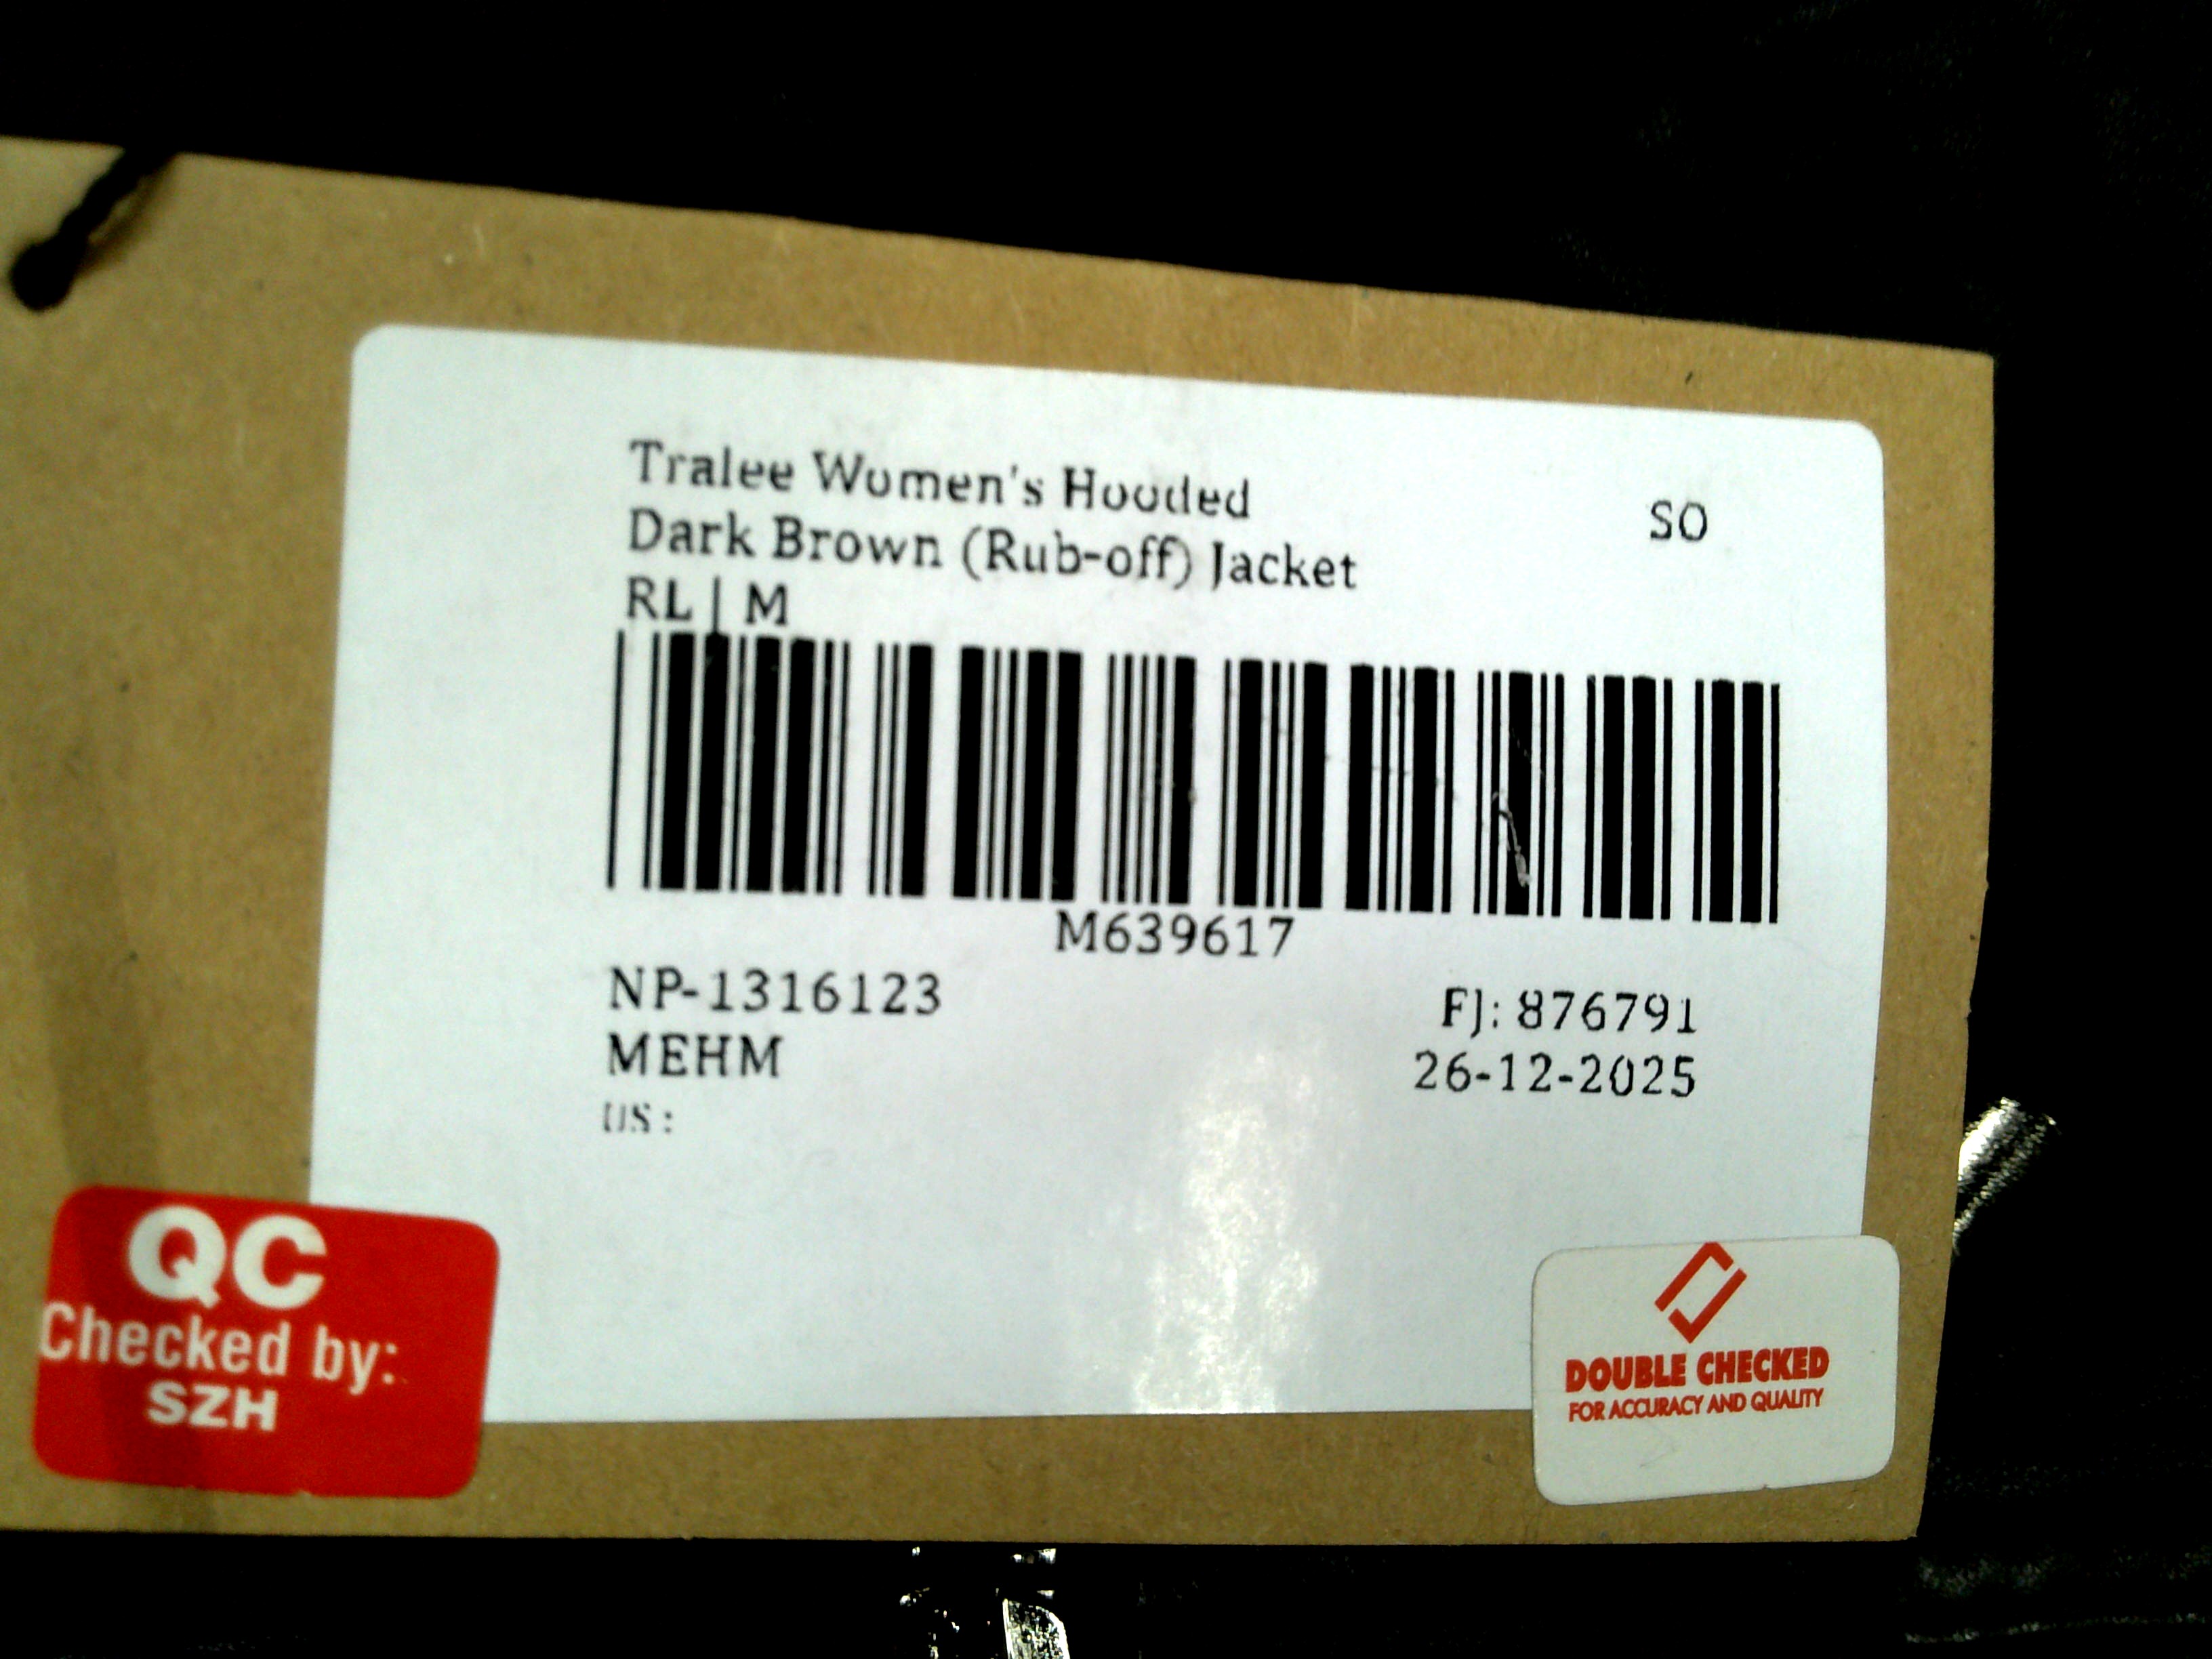 Tralee Women's Hooded
Dark Brown (Rub-off) Jacket
RL | M
SO
M639617
NP-1316123
MEHM
US :
FJ: 876791
26-12-2025
QC
Checked by:
SZH
DOUBLE CHECKED
FOR ACCURACY AND QUALITY